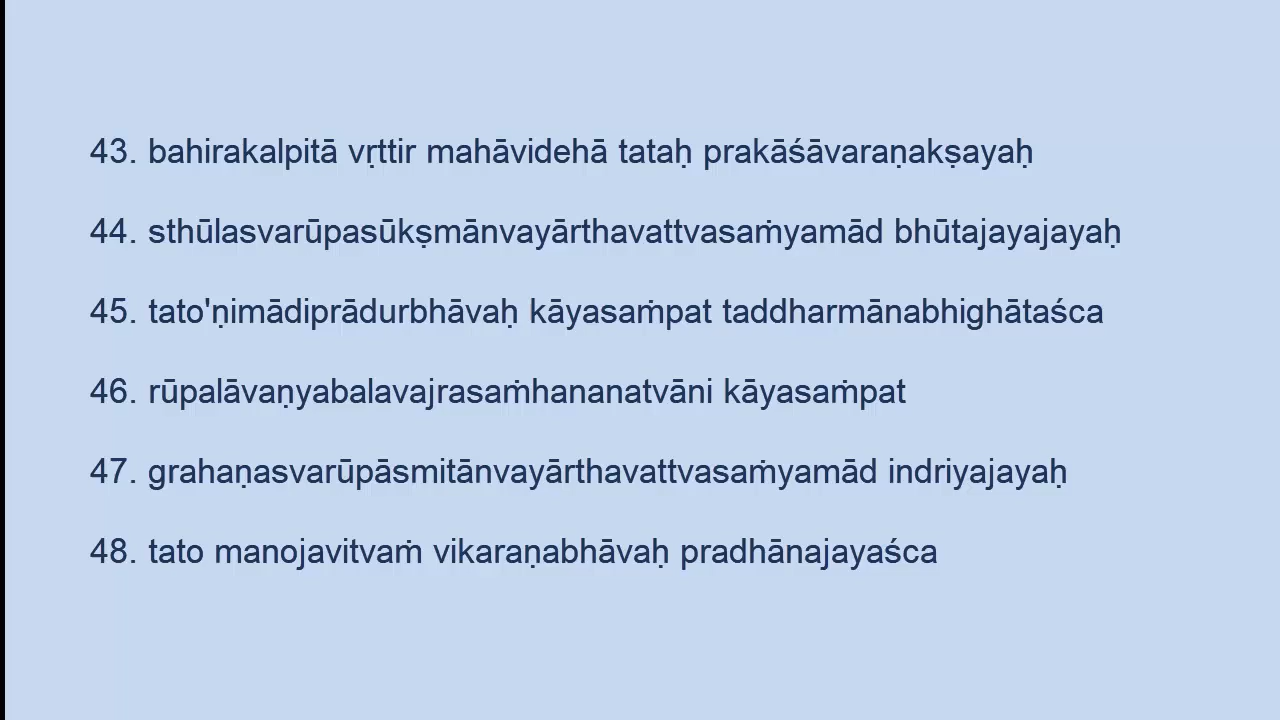 43. bahirakalpitā vṛttir mahāvidehā tataḥ prakāśāvaraṇakṣayaḥ
44. sthūlasvarūpasūkṣmānvayārthavattvasaṁyamād bhūtajayajayaḥ
45. tato'ṇimādiprādurbhāvaḥ kāyasaṁpat taddharmānabhighātaśca
46. rūpalāvaṇyabalavajrasaṁhananatvāni kāyasaṁpat
47. grahaṇasvarūpāsmitānvayārthavattvasaṁyamād indriyajayaḥ
48. tato manojavitvaṁ vikaraṇabhāvaḥ pradhānajayaśca